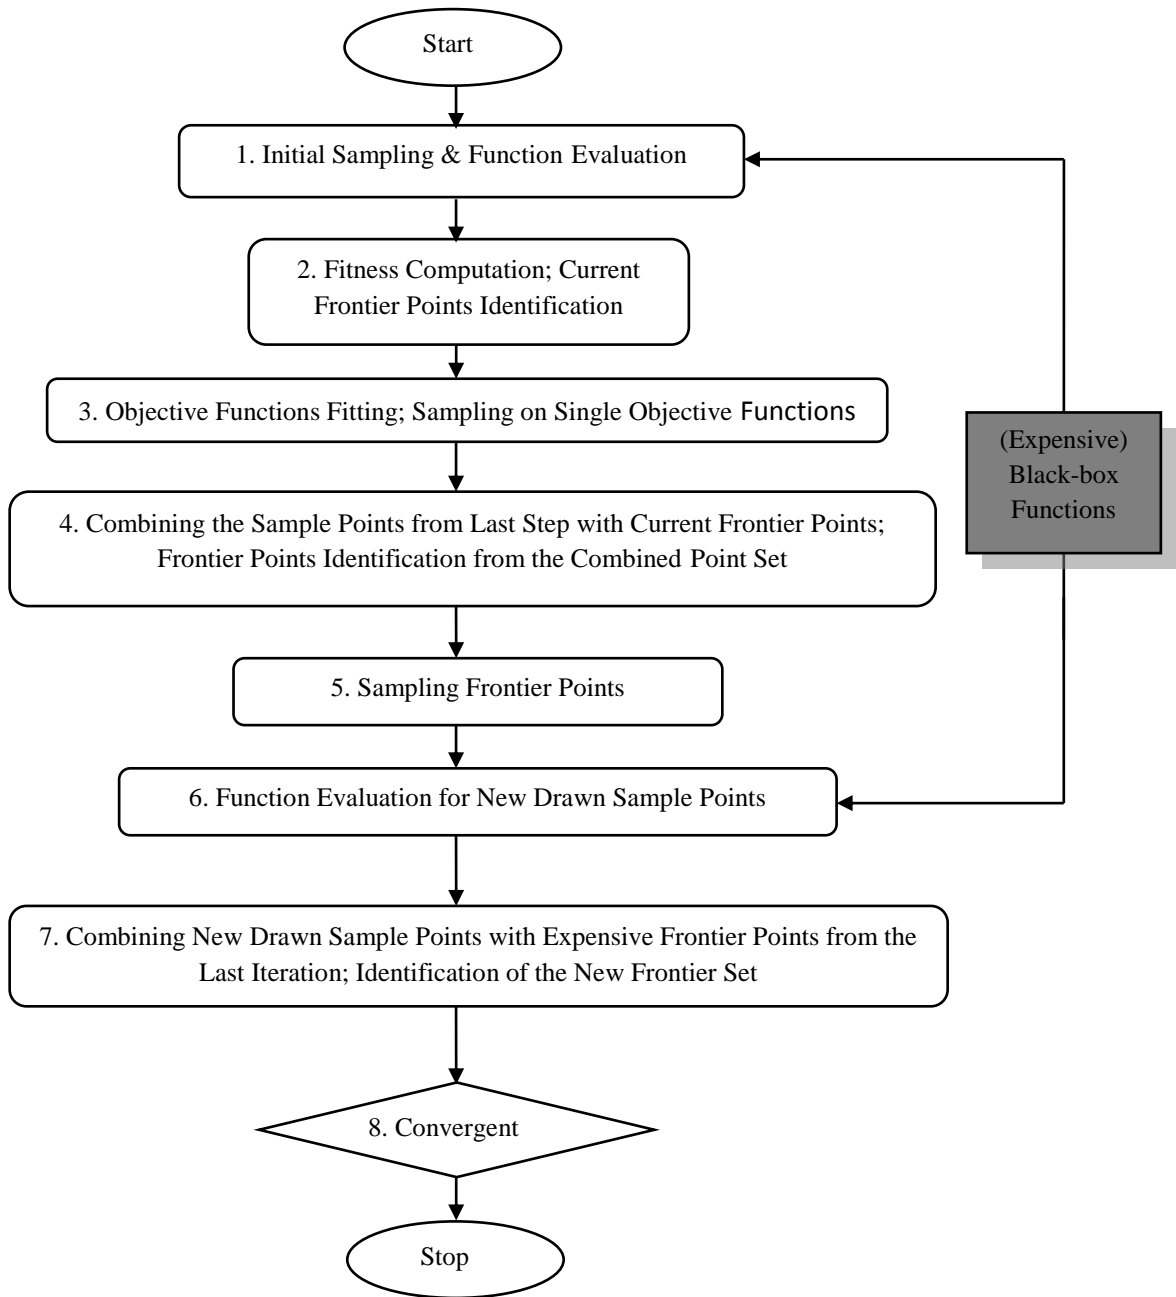 Start
1. Initial Sampling & Function Evaluation
2. Fitness Computation; Current
Frontier Points Identification
3. Objective Functions Fitting; Sampling on Single Objective Functions
(Expensive)
Black-box
Functions
4. Combining the Sample Points from Last Step with Current Frontier Points;
Frontier Points Identification from the Combined Point Set
5. Sampling Frontier Points
6. Function Evaluation for New Drawn Sample Points
7. Combining New Drawn Sample Points with Expensive Frontier Points from the
Last Iteration; Identification of the New Frontier Set
8. Convergent
Stop